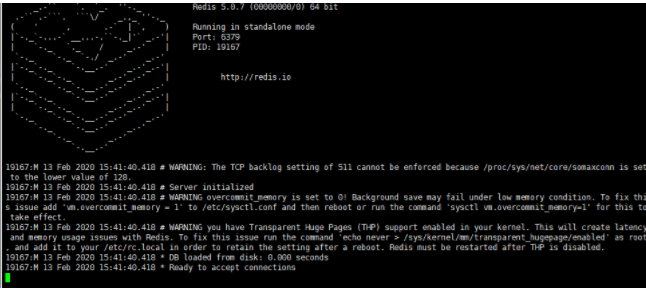 Redis 5.0.7 (00000000/0) 64 bit
Running in standalone mode
Port: 6379
PID: 19167
http://redis.io
19167:M 13 Feb 2020 15:41:40.418 # WARNING: The TCP backlog setting of 511 cannot be enforced because /proc/sys/net/core/somaxconn is set
to the lower value of 128.
19167:M 13 Feb 2020 15:41:40.418 # Server initialized
19167:M 13 Feb 2020 15:41:40.418 # WARNING overcommit_memory is set to 0! Background save may fail under low memory condition. To fix thi
s issue add 'vm.overcommit_memory = 1' to /etc/sysctl.conf and then reboot or run the command 'sysctl vm.overcommit_memory=1' for this to
take effect.
19167:M 13 Feb 2020 15:41:40.418 # WARNING you have Transparent Huge Pages (THP) support enabled in your kernel. This will create latency
and memory usage issues with Redis. To fix this issue run the command 'echo never > /sys/kernel/mm/transparent_hugepage/enabled' as root
, and add it to your /etc/rc.local in order to retain the setting after a reboot. Redis must be restarted after THP is disabled.
19167:M 13 Feb 2020 15:41:40.418 * DB loaded from disk: 0.000 seconds
19167:M 13 Feb 2020 15:41:40.418 * Ready to accept connections